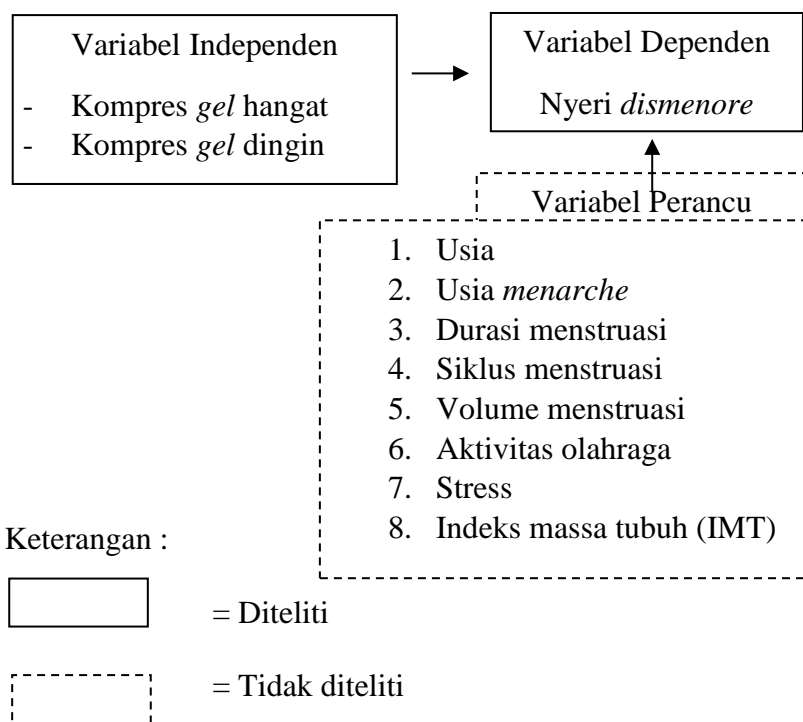 Variabel Independen
- Kompres gel hangat
- Kompres gel dingin
Variabel Dependen
Nyeri dismenore
Variabel Perancu
1. Usia
2. Usia menarche
3. Durasi menstruasi
4. Siklus menstruasi
5. Volume menstruasi
6. Aktivitas olahraga
7. Stress
8. Indeks massa tubuh (IMT)
Keterangan :
= Diteliti
= Tidak diteliti